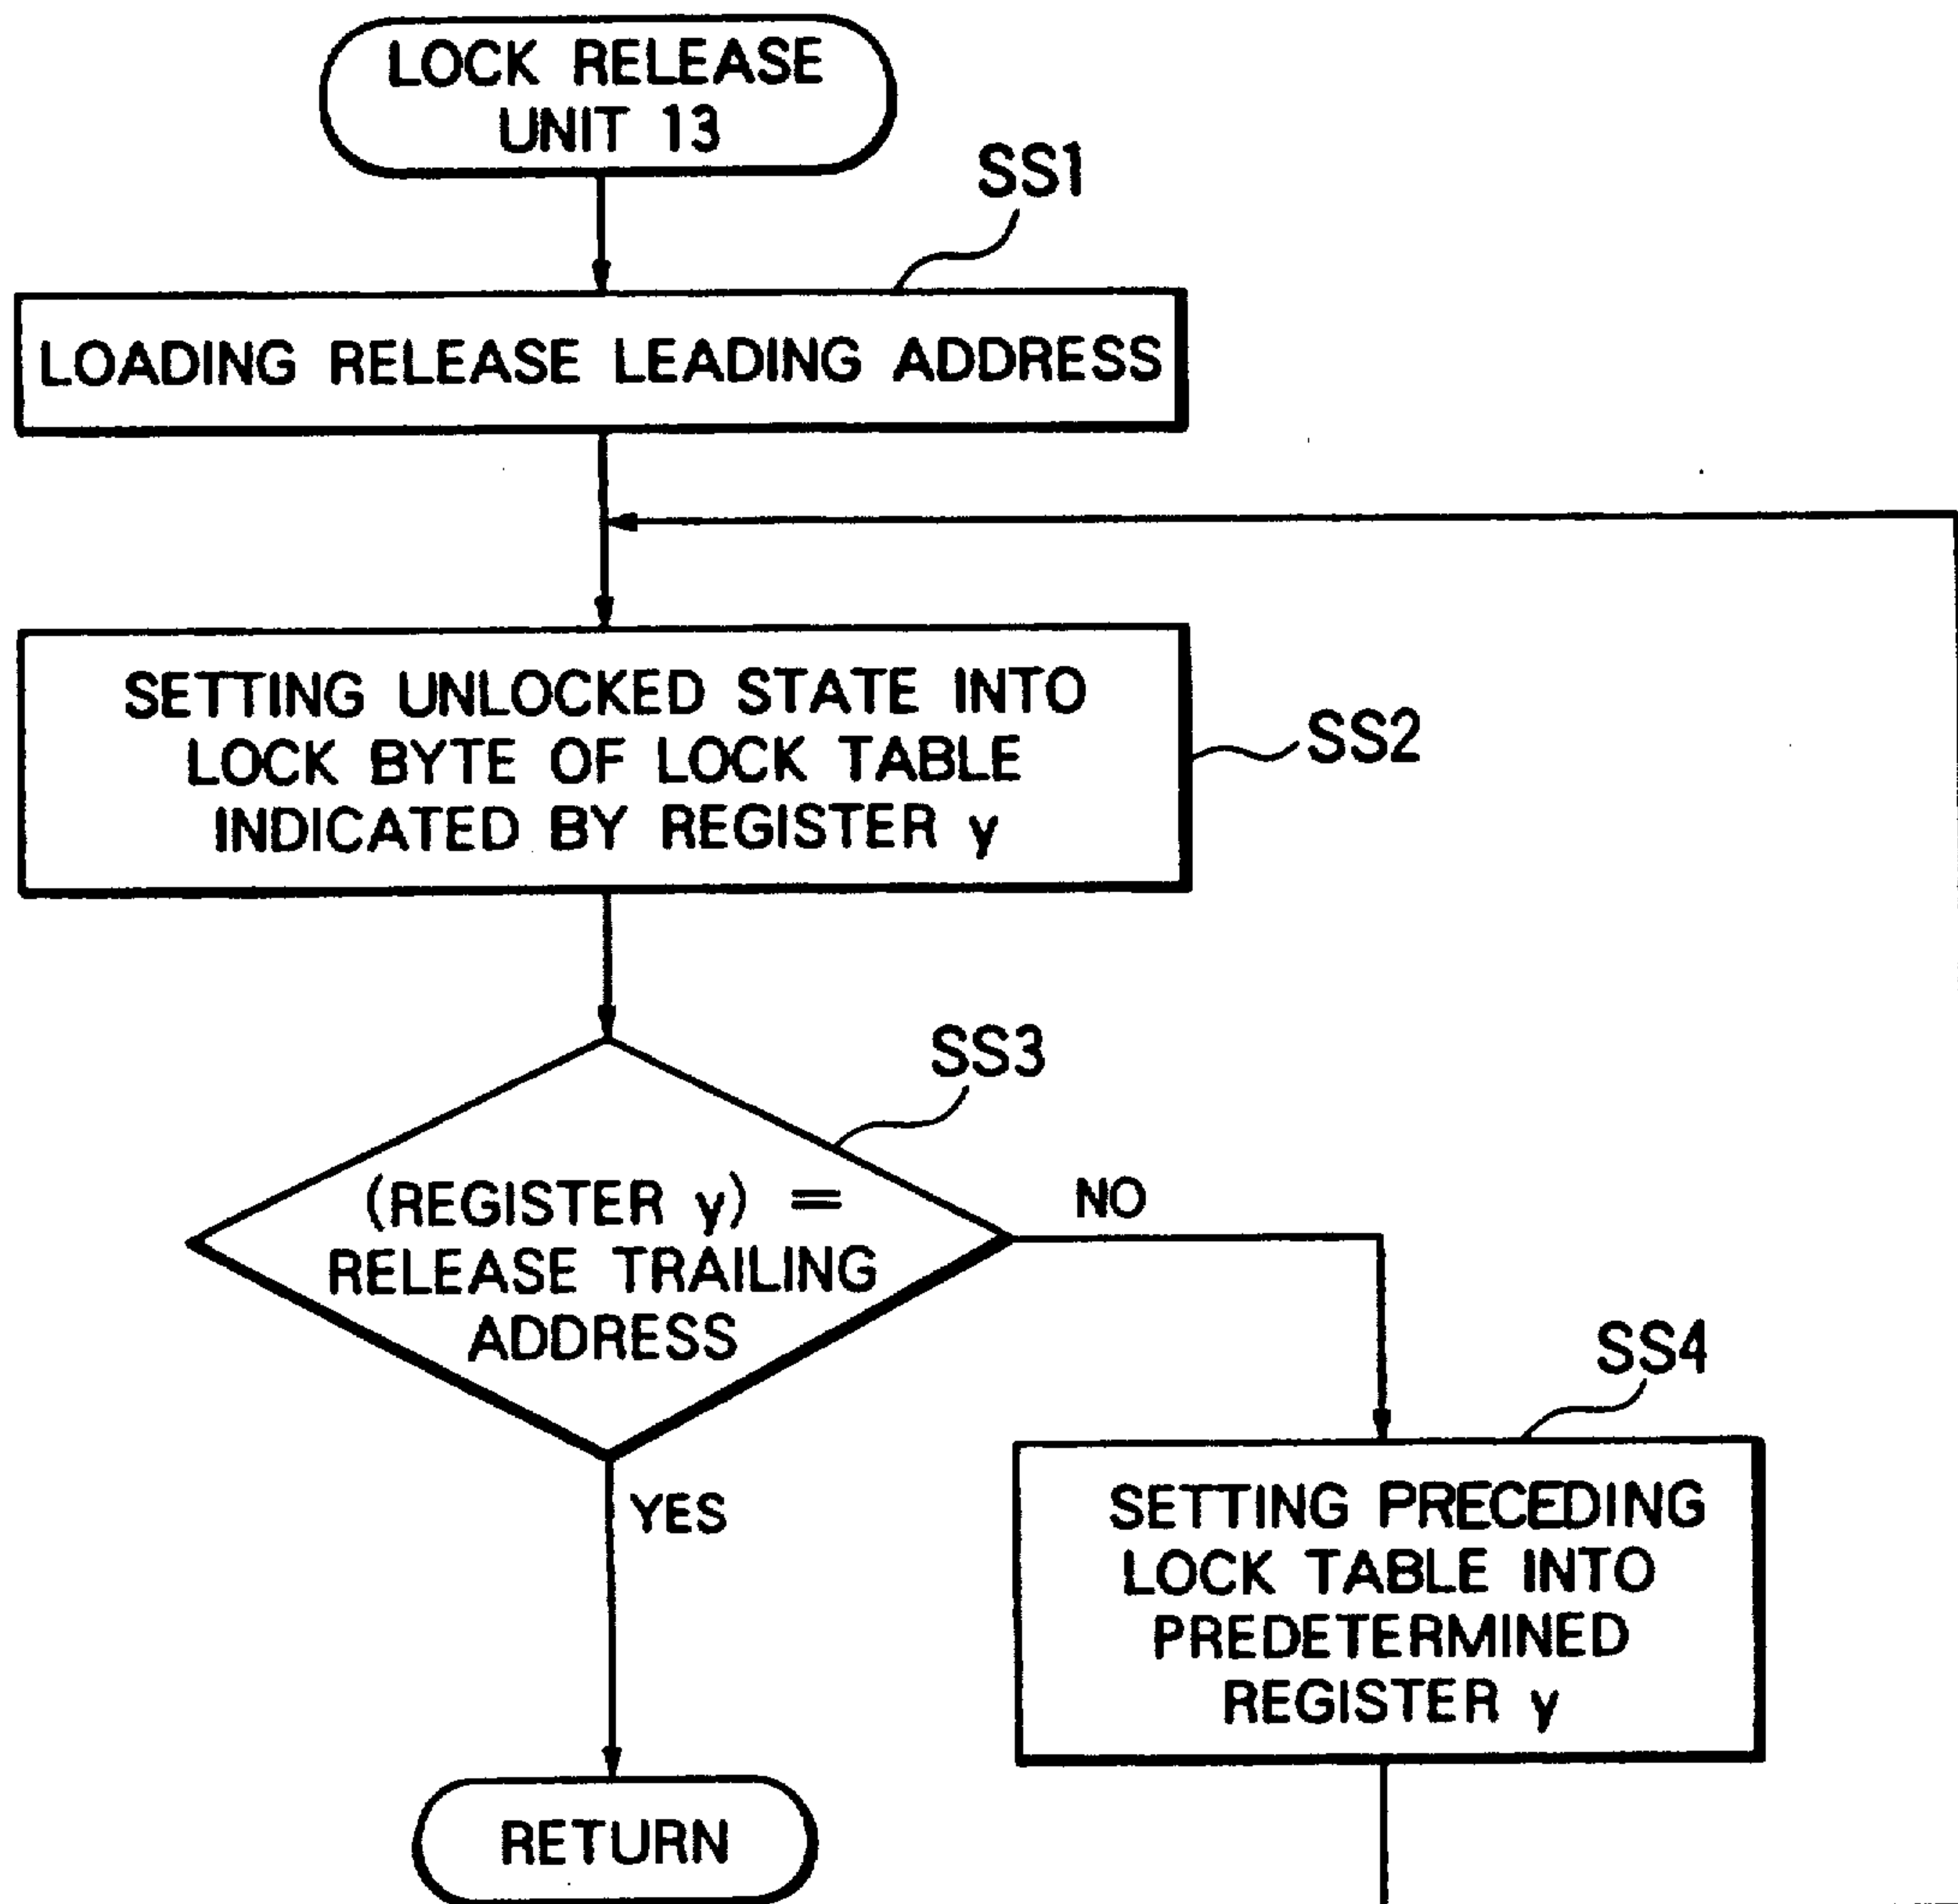 LOCK RELEASE
UNIT 13
SS1
LOADING RELEASE LEADING ADDRESS
SETTING UNLOCKED STATE INTO
LOCK BYTE OF LOCK TABLE
INDICATED BY REGISTER y
SS2
SS3
(REGISTER y) =
RELEASE TRAILING
ADDRESS
NO
YES
SS4
SETTING PRECEDING
LOCK TABLE INTO
PREDETERMINED
REGISTER y
RETURN